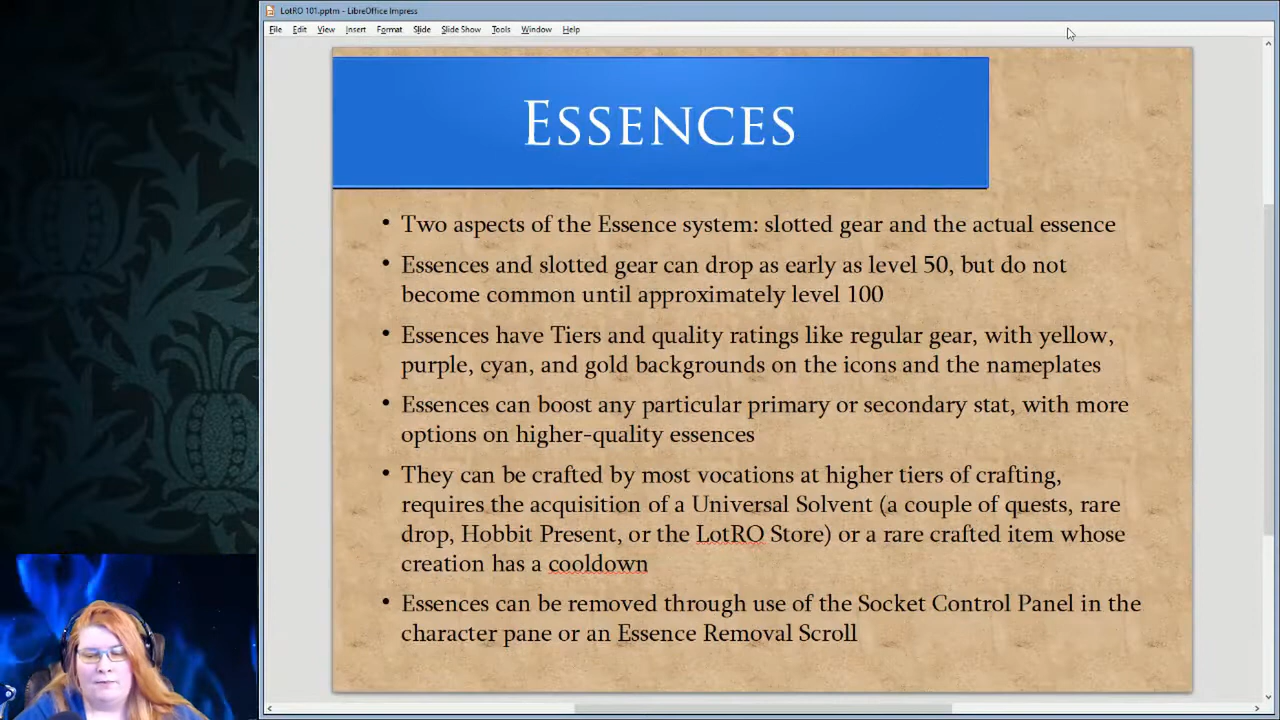 LotRO 101.pptm - LibreOffice Impress
File Edit View Insert Format Slide Slide Show Tools Window Help
ESSENCES
• Two aspects of the Essence system: slotted gear and the actual essence
• Essences and slotted gear can drop as early as level 50, but do not
become common until approximately level 100
• Essences have Tiers and quality ratings like regular gear, with yellow,
purple, cyan, and gold backgrounds on the icons and the nameplates
• Essences can boost any particular primary or secondary stat, with more
options on higher-quality essences
• They can be crafted by most vocations at higher tiers of crafting,
requires the acquisition of a Universal Solvent (a couple of quests, rare
drop, Hobbit Present, or the LotRO Store) or a rare crafted item whose
creation has a cooldown
• Essences can be removed through use of the Socket Control Panel in the
character pane or an Essence Removal Scroll